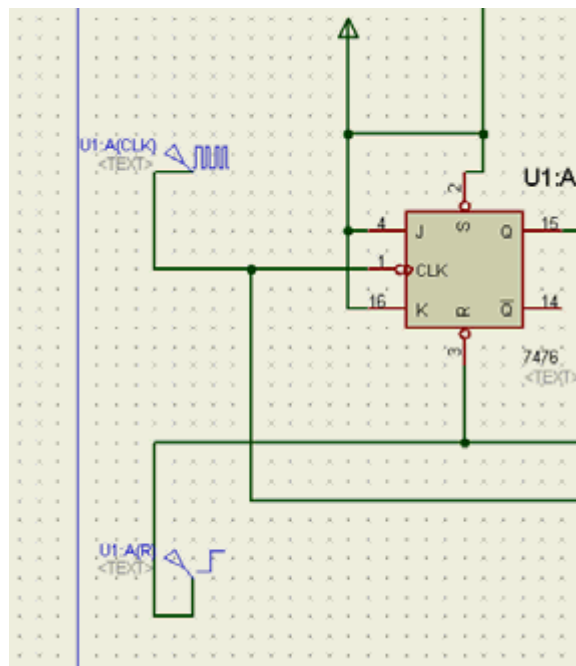 U1:A(CLK)
<TEXT>
2
U1:A
4
J
S
Q
15
1
CLK
16
K
R
Q
14
3
7476
<TEXT>
U1:A(R)
<TEXT>